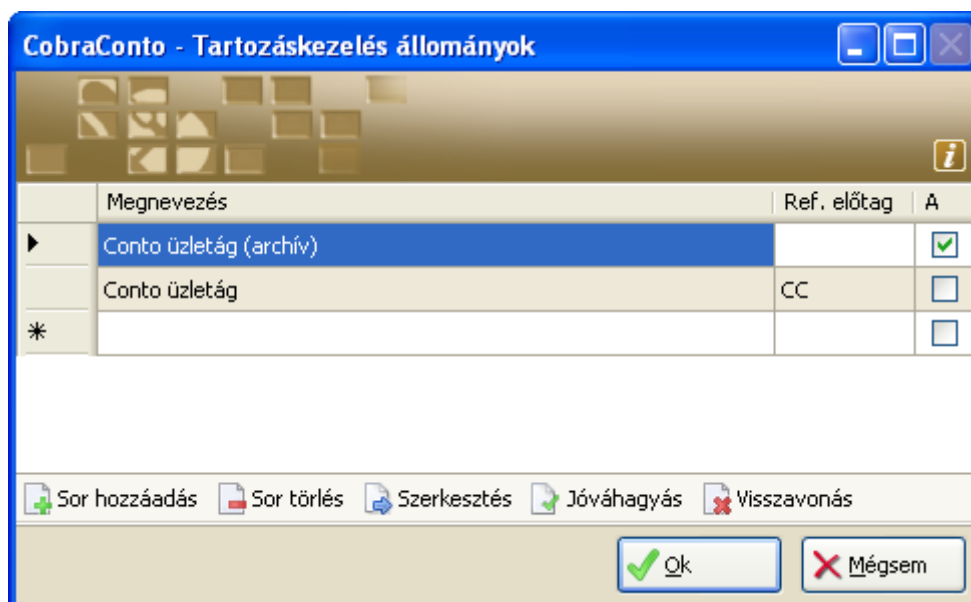 CobraConto - Tartozáskezelés állományok
Megnevezés Ref. előtag A
Conto üzletág (archív)
Conto üzletág CC
Sor hozzáadás Sor törlés Szerkesztés Jóváhagyás Visszavonás
Ok Mégsem